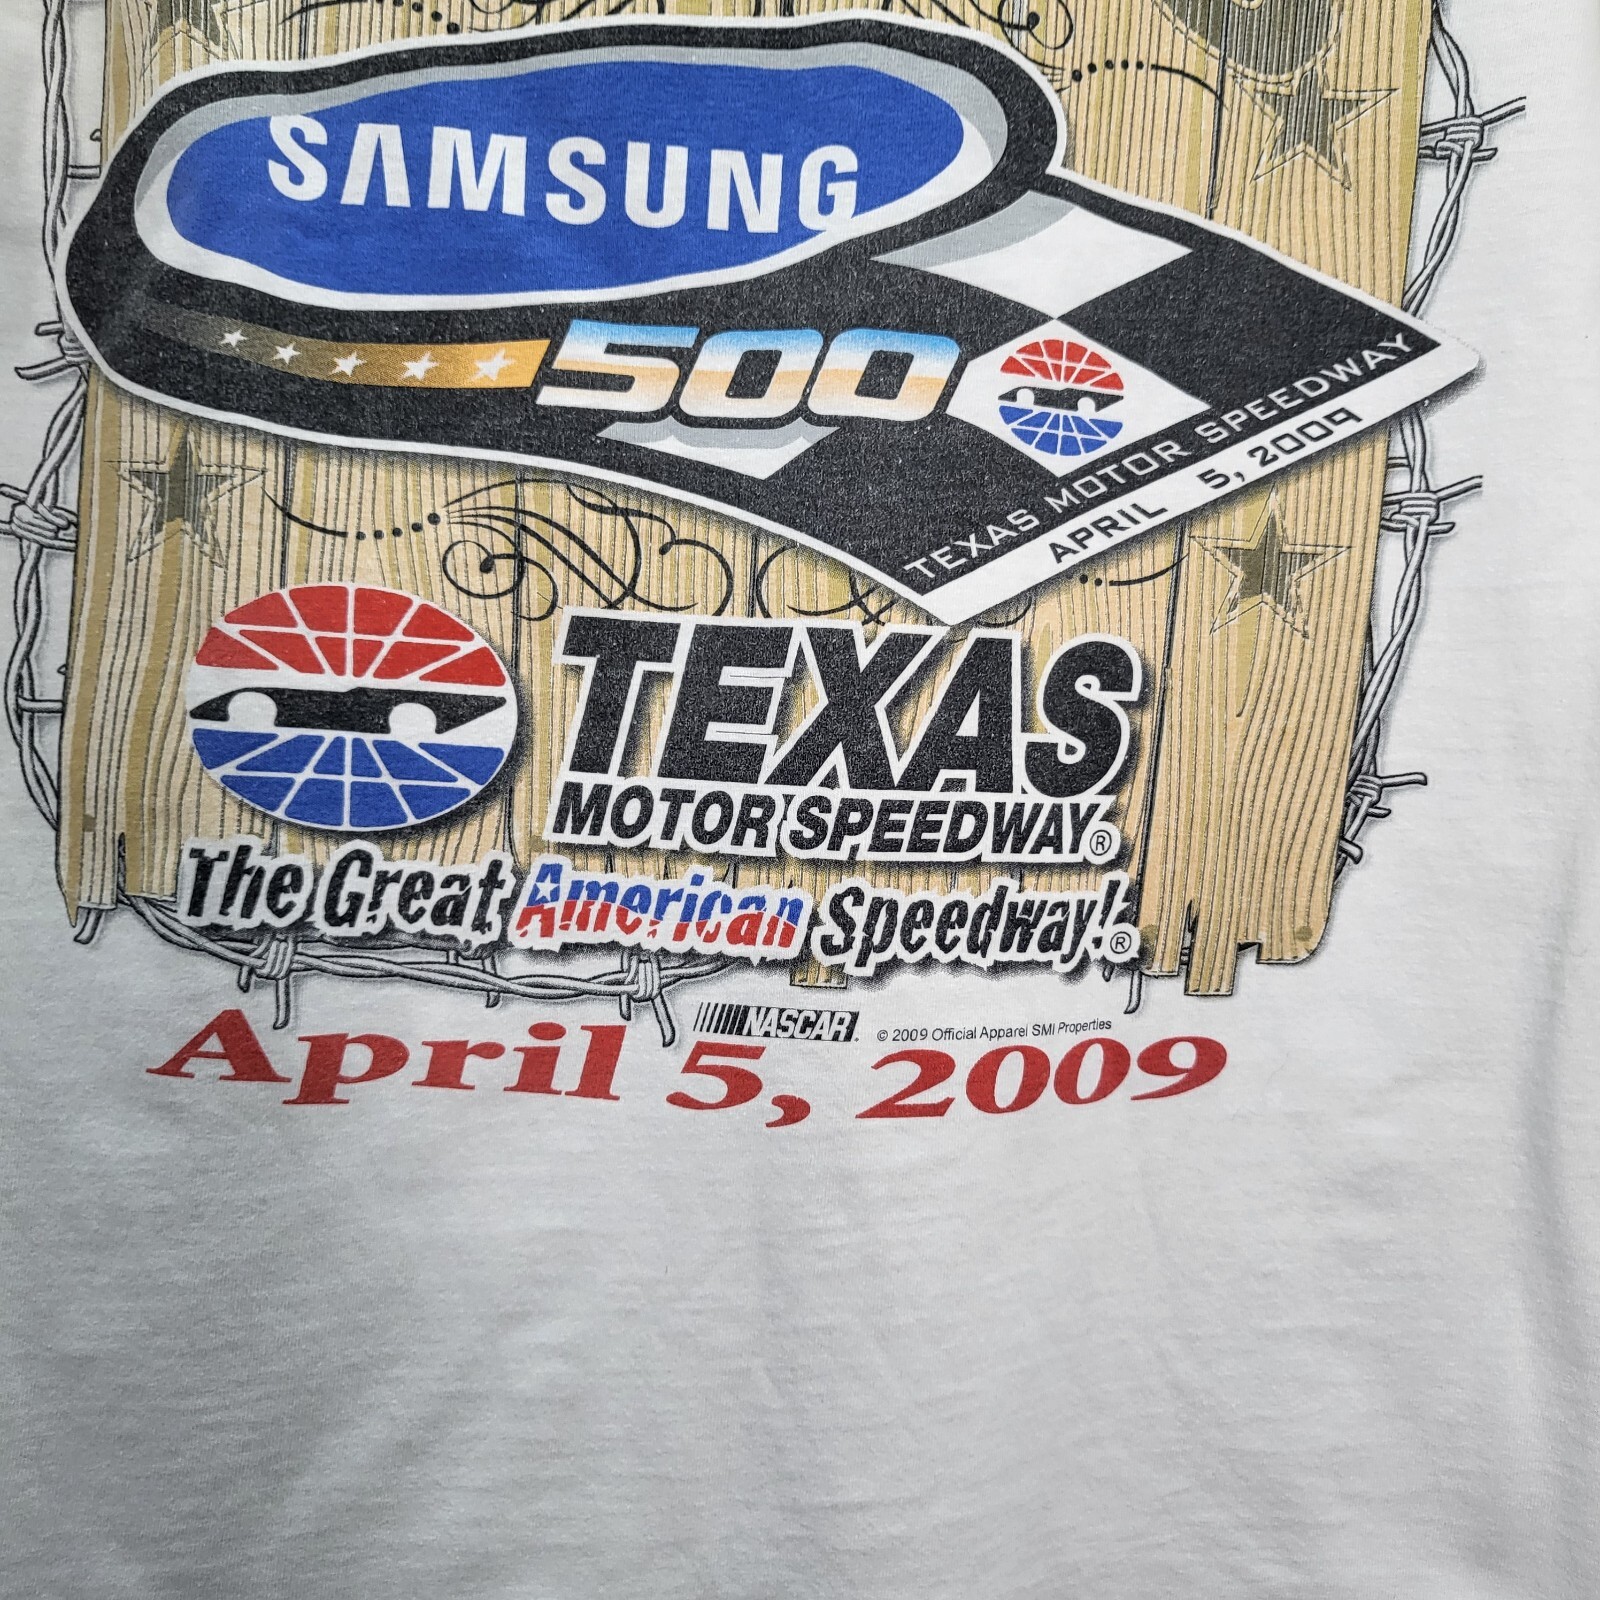 SAMSUNG
500
TEXAS MOTOR SPEEDWAY
APRIL 5, 2009
TEXAS
MOTOR SPEEDWAY®
The Great American Speedway!®
NASCAR. © 2009 Official Apparel SMI Properties
April 5, 2009